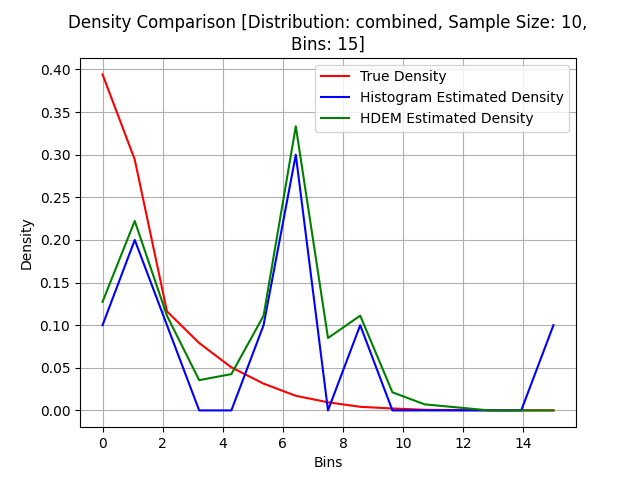 Density Comparison [Distribution: combined, Sample Size: 10,
Bins: 15]
True Density
Histogram Estimated Density
HDEM Estimated Density
Density
0.40
0.35
0.30
0.25
0.20
0.15
0.10
0.05
0.00
0 2 4 6 8 10 12 14
Bins